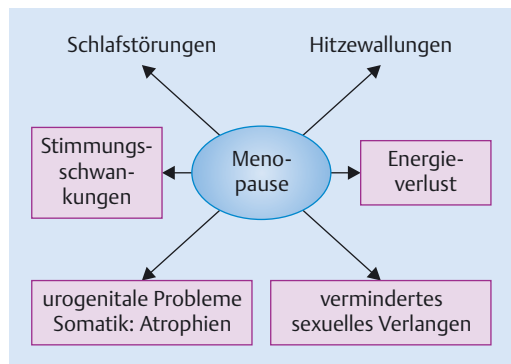 Schlafstörungen
Hitzewallungen
Stimmungs-
schwan-
kungen
Meno-
pause
Energie-
verlust
urogenitale Probleme
Somatik: Atrophien
vermindertes
sexuelles Verlangen